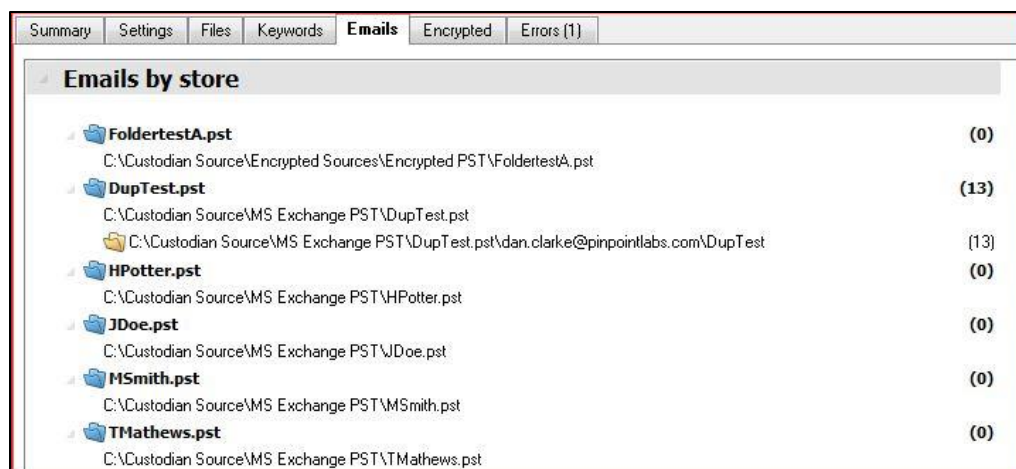 Summary Settings Files Keywords Emails Encrypted Errors (1)
Emails by store
FoldertestA.pst (0)
C:\Custodian Source\Encrypted Sources\Encrypted PST\FoldertestA.pst
DupTest.pst (13)
C:\Custodian Source\MS Exchange PST\DupTest.pst
C:\Custodian Source\MS Exchange PST\DupTest.pst\dan.clarke@pinpointlabs.com\DupTest (13)
HPotter.pst (0)
C:\Custodian Source\MS Exchange PST\HPotter.pst
JDoe.pst (0)
C:\Custodian Source\MS Exchange PST\JDoe.pst
MSmith.pst (0)
C:\Custodian Source\MS Exchange PST\MSmith.pst
TMathews.pst (0)
C:\Custodian Source\MS Exchange PST\TMathews.pst